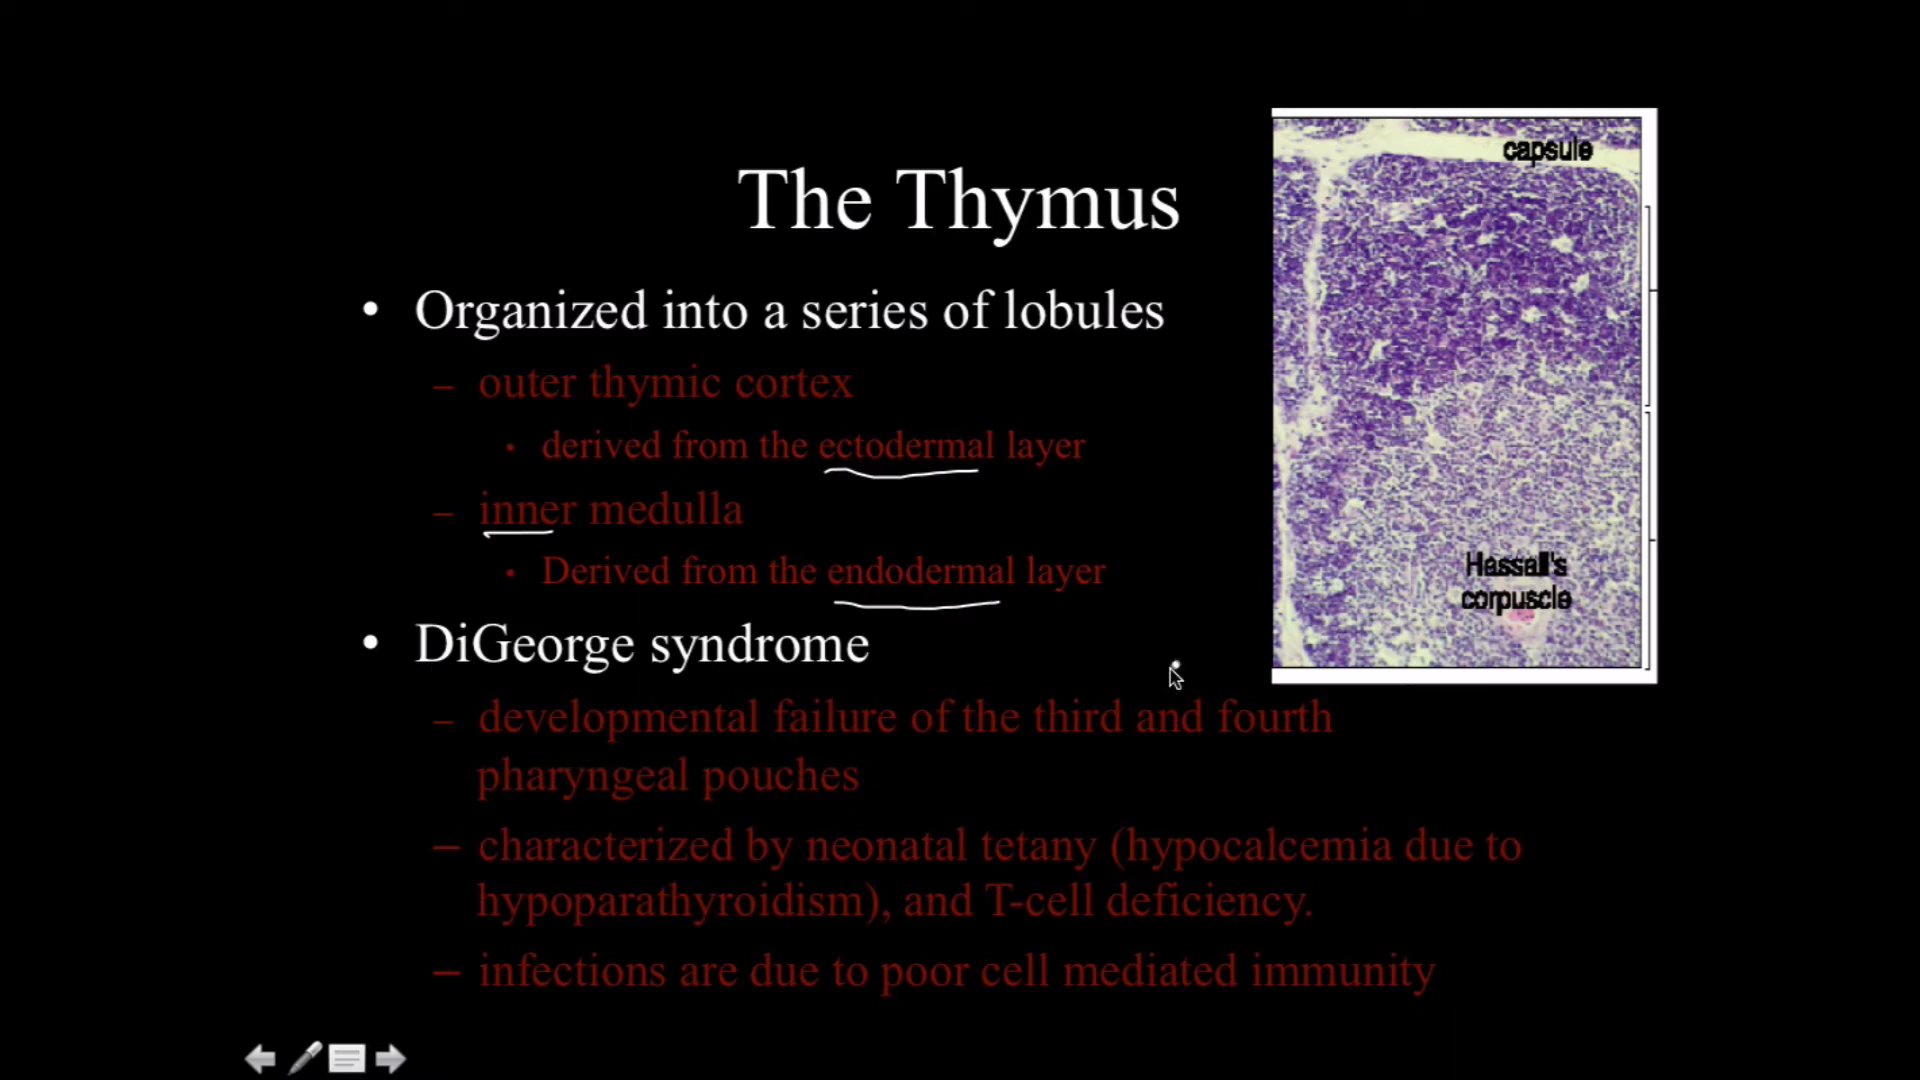 The Thymus
• Organized into a series of lobules
– outer thymic cortex
• derived from the ectodermal layer
– inner medulla
• Derived from the endodermal layer
• DiGeorge syndrome
– developmental failure of the third and fourth
pharyngeal pouches
– characterized by neonatal tetany (hypocalcemia due to
hypoparathyroidism), and T-cell deficiency.
– infections are due to poor cell mediated immunity
capsule
Hassall's
corpuscle